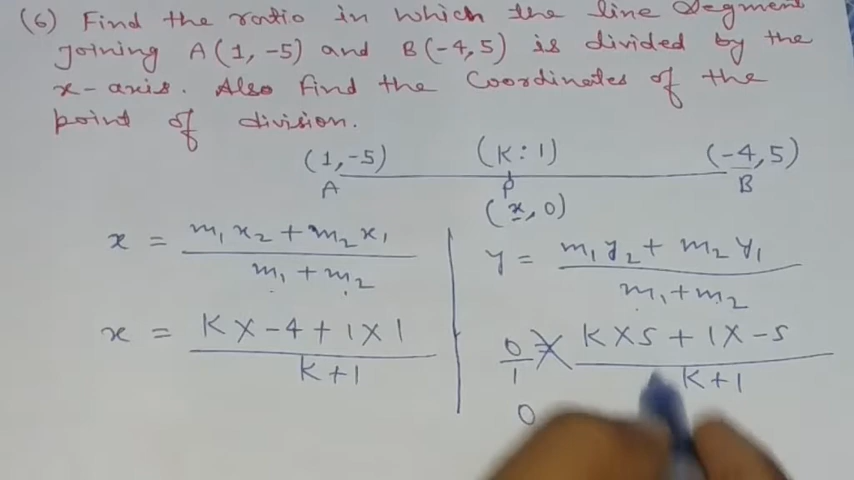 (6) Find the ratio in which the line segment
joining A(1, -5) and B(-4, 5) is divided by the
x-axis. Also find the coordinates of the
point of division.
(1, -5) (K : 1) (-4, 5)
A P B
(x, 0)
x = m₁x₂ + m₂x₁ / m₁ + m₂
y = m₁y₂ + m₂y₁ / m₁ + m₂
x = K × -4 + 1 × 1 / K + 1
0/1 = K × 5 + 1 × -5 / K + 1
0